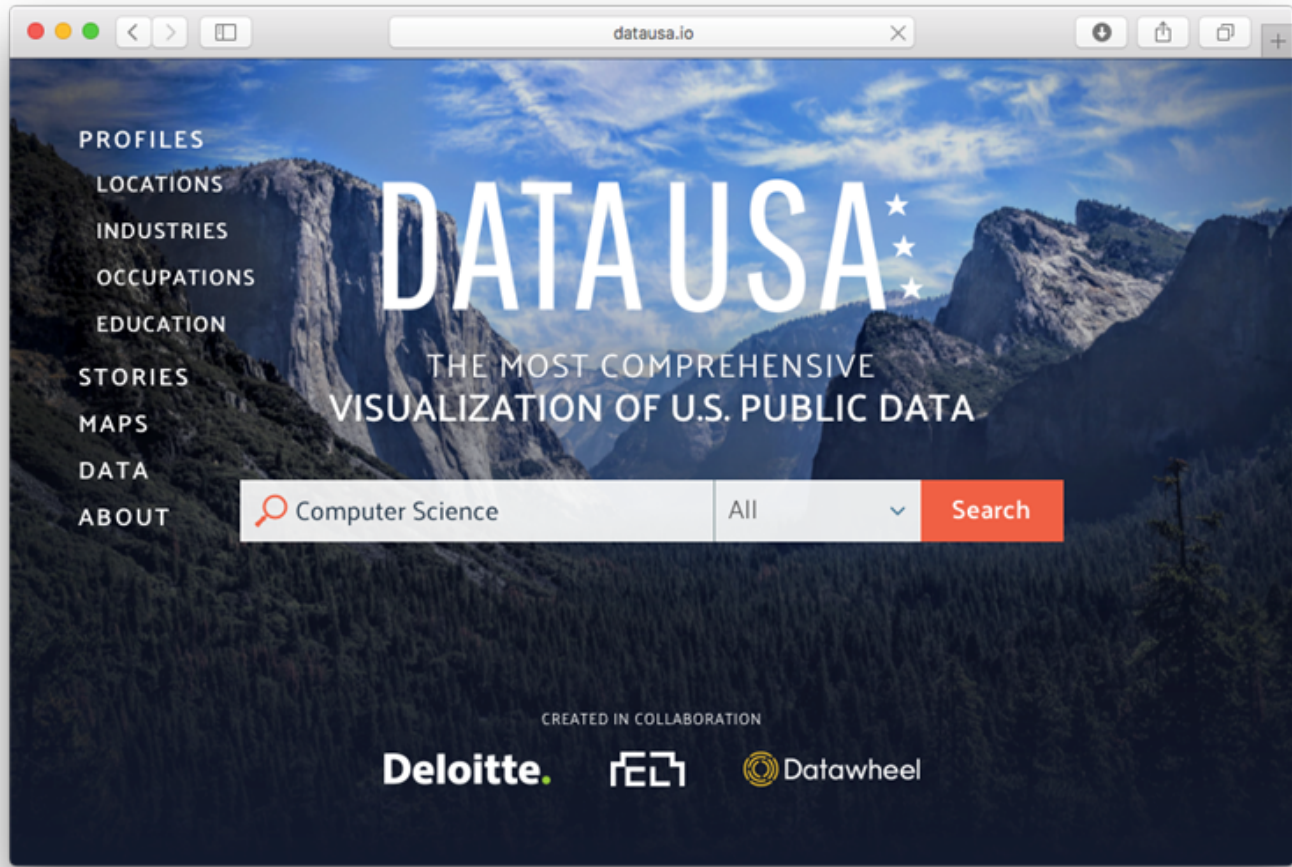 datausa.io
PROFILES
LOCATIONS
INDUSTRIES
OCCUPATIONS
EDUCATION
STORIES
MAPS
DATA
ABOUT
DATA USA
THE MOST COMPREHENSIVE
VISUALIZATION OF U.S. PUBLIC DATA
Computer Science All Search
CREATED IN COLLABORATION
Deloitte. Datawheel